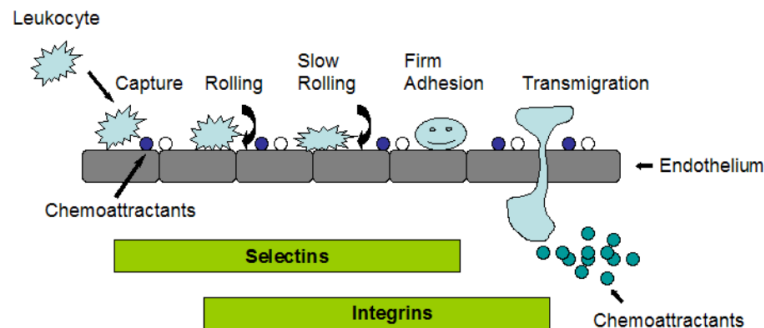 Leukocyte
Capture
Rolling
Slow
Rolling
Firm
Adhesion
Transmigration
Endothelium
Chemoattractants
Selectins
Integrins
Chemoattractants